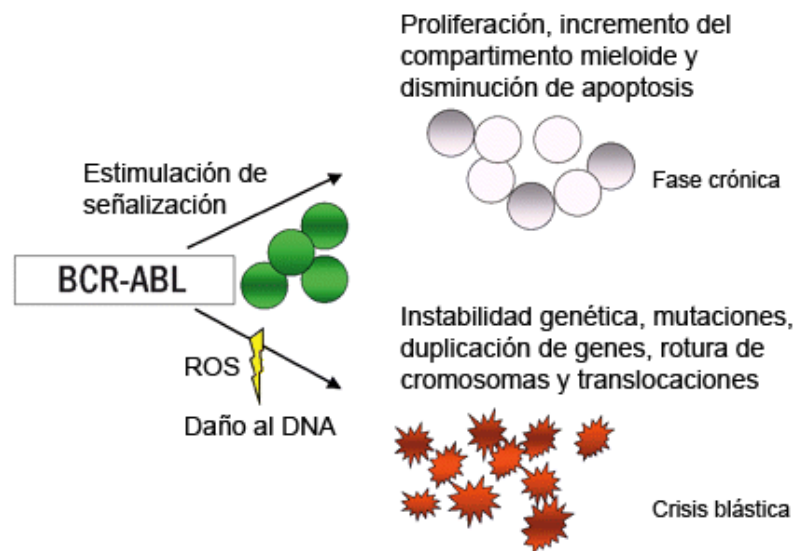 Proliferación, incremento del
compartimento mieloide y
disminución de apoptosis
Estimulación de
señalización
Fase crónica
BCR-ABL
Instabilidad genética, mutaciones,
duplicación de genes, rotura de
cromosomas y translocaciones
ROS
Daño al DNA
Crisis blástica